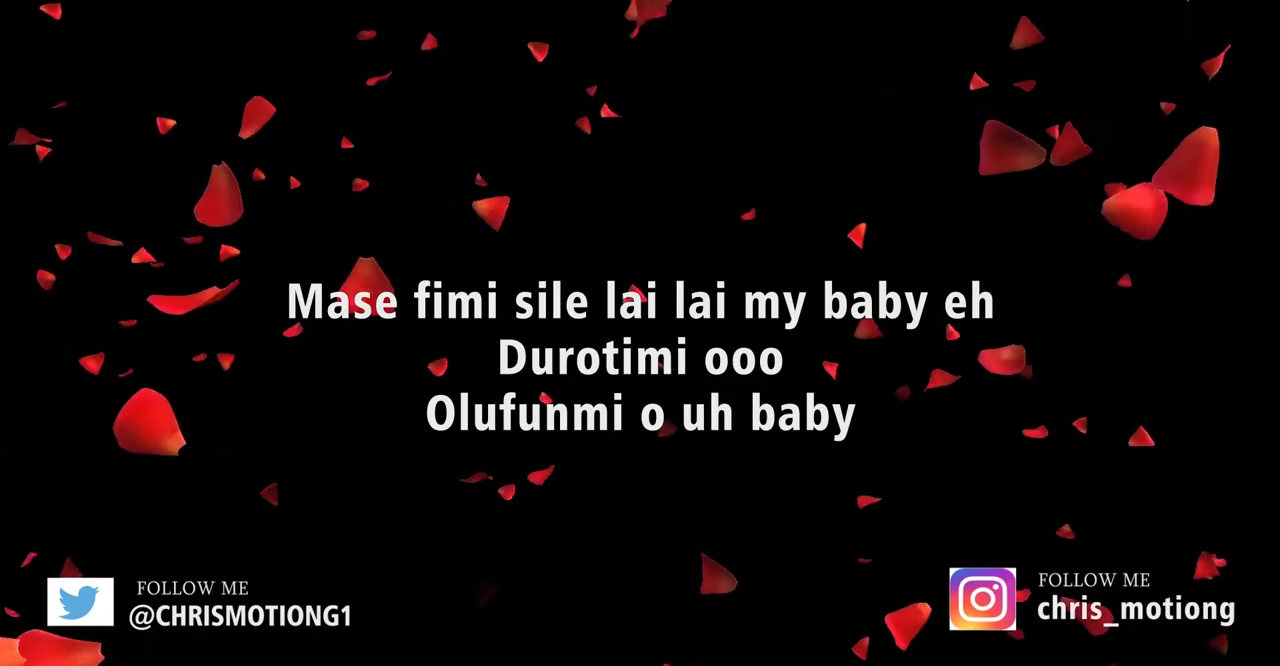 Mase fimi sile lai lai my baby eh
Durotimi ooo
Olufunmi o uh baby
FOLLOW ME
@CHRISMOTIONG1
FOLLOW ME
chris_motiong